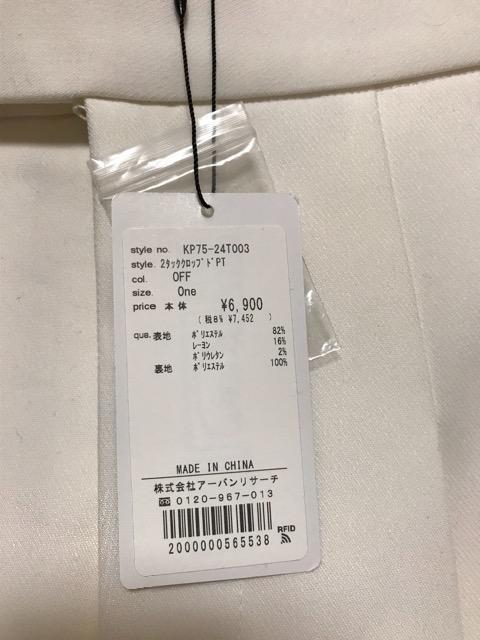 style no. KP75-24T003
style. 2ﾀｯｸｸﾛｯﾌﾟﾄﾞPT
col. OFF
size. One
price 本体 ¥6,900
(税8% ¥7,452 )
qua. 表地 ﾎﾟﾘｴｽﾃﾙ 82%
ﾚｰﾖﾝ 16%
ﾎﾟﾘｳﾚﾀﾝ 2%
裏地 ﾎﾟﾘｴｽﾃﾙ 100%
MADE IN CHINA
株式会社アーバンリサーチ
0120-967-013
RFID
2000000565538